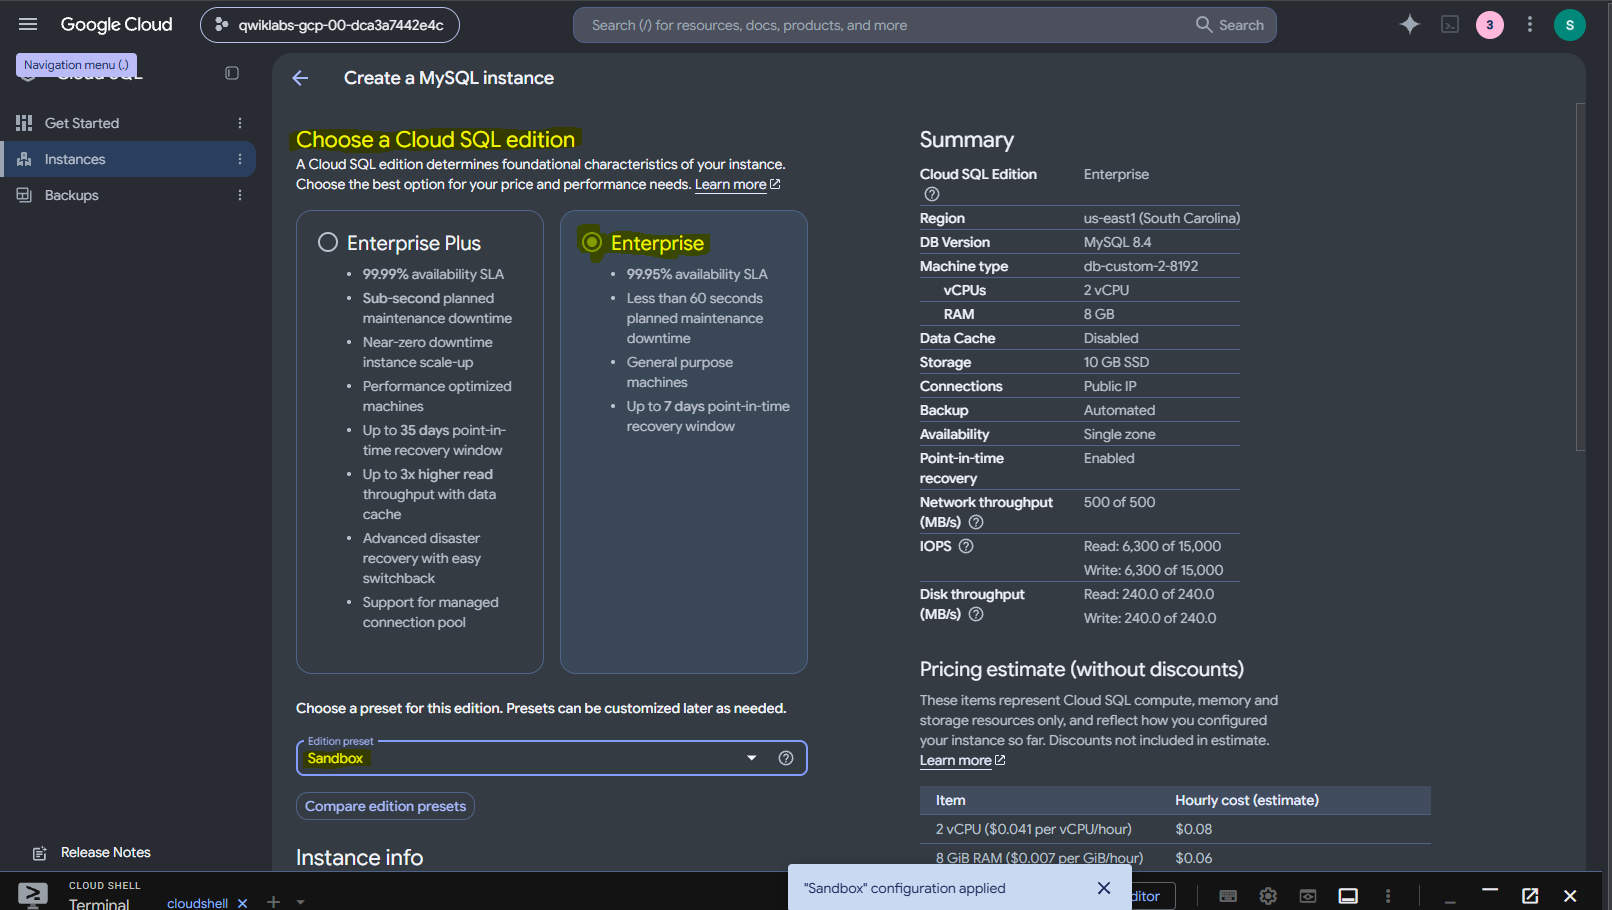 Google Cloud
qwiklabs-gcp-00-dca3a7442e4c
Search (/) for resources, docs, products, and more
Search
3
S
Navigation menu (.)
Cloud SQL
Get Started
Instances
Backups
Release Notes
Create a MySQL instance
Choose a Cloud SQL edition
A Cloud SQL edition determines foundational characteristics of your instance.
Choose the best option for your price and performance needs. Learn more
Enterprise Plus
• 99.99% availability SLA
• Sub-second planned
maintenance downtime
• Near-zero downtime
instance scale-up
• Performance optimized
machines
• Up to 35 days point-in-
time recovery window
• Up to 3x higher read
throughput with data
cache
• Advanced disaster
recovery with easy
switchback
• Support for managed
connection pool
Enterprise
• 99.95% availability SLA
• Less than 60 seconds
planned maintenance
downtime
• General purpose
machines
• Up to 7 days point-in-time
recovery window
Choose a preset for this edition. Presets can be customized later as needed.
Edition preset
Sandbox
Compare edition presets
Instance info
Summary
Cloud SQL Edition Enterprise
Region us-east1 (South Carolina)
DB Version MySQL 8.4
Machine type db-custom-2-8192
vCPUs 2 vCPU
RAM 8 GB
Data Cache Disabled
Storage 10 GB SSD
Connections Public IP
Backup Automated
Availability Single zone
Point-in-time Enabled
recovery
Network throughput 500 of 500
(MB/s)
IOPS Read: 6,300 of 15,000
Write: 6,300 of 15,000
Disk throughput Read: 240.0 of 240.0
(MB/s) Write: 240.0 of 240.0
Pricing estimate (without discounts)
These items represent Cloud SQL compute, memory and
storage resources only, and reflect how you configured
your instance so far. Discounts not included in estimate.
Learn more
Item Hourly cost (estimate)
2 vCPU ($0.041 per vCPU/hour) $0.08
8 GiB RAM ($0.007 per GiB/hour) $0.06
CLOUD SHELL
Terminal
cloudshell
"Sandbox" configuration applied
ditor